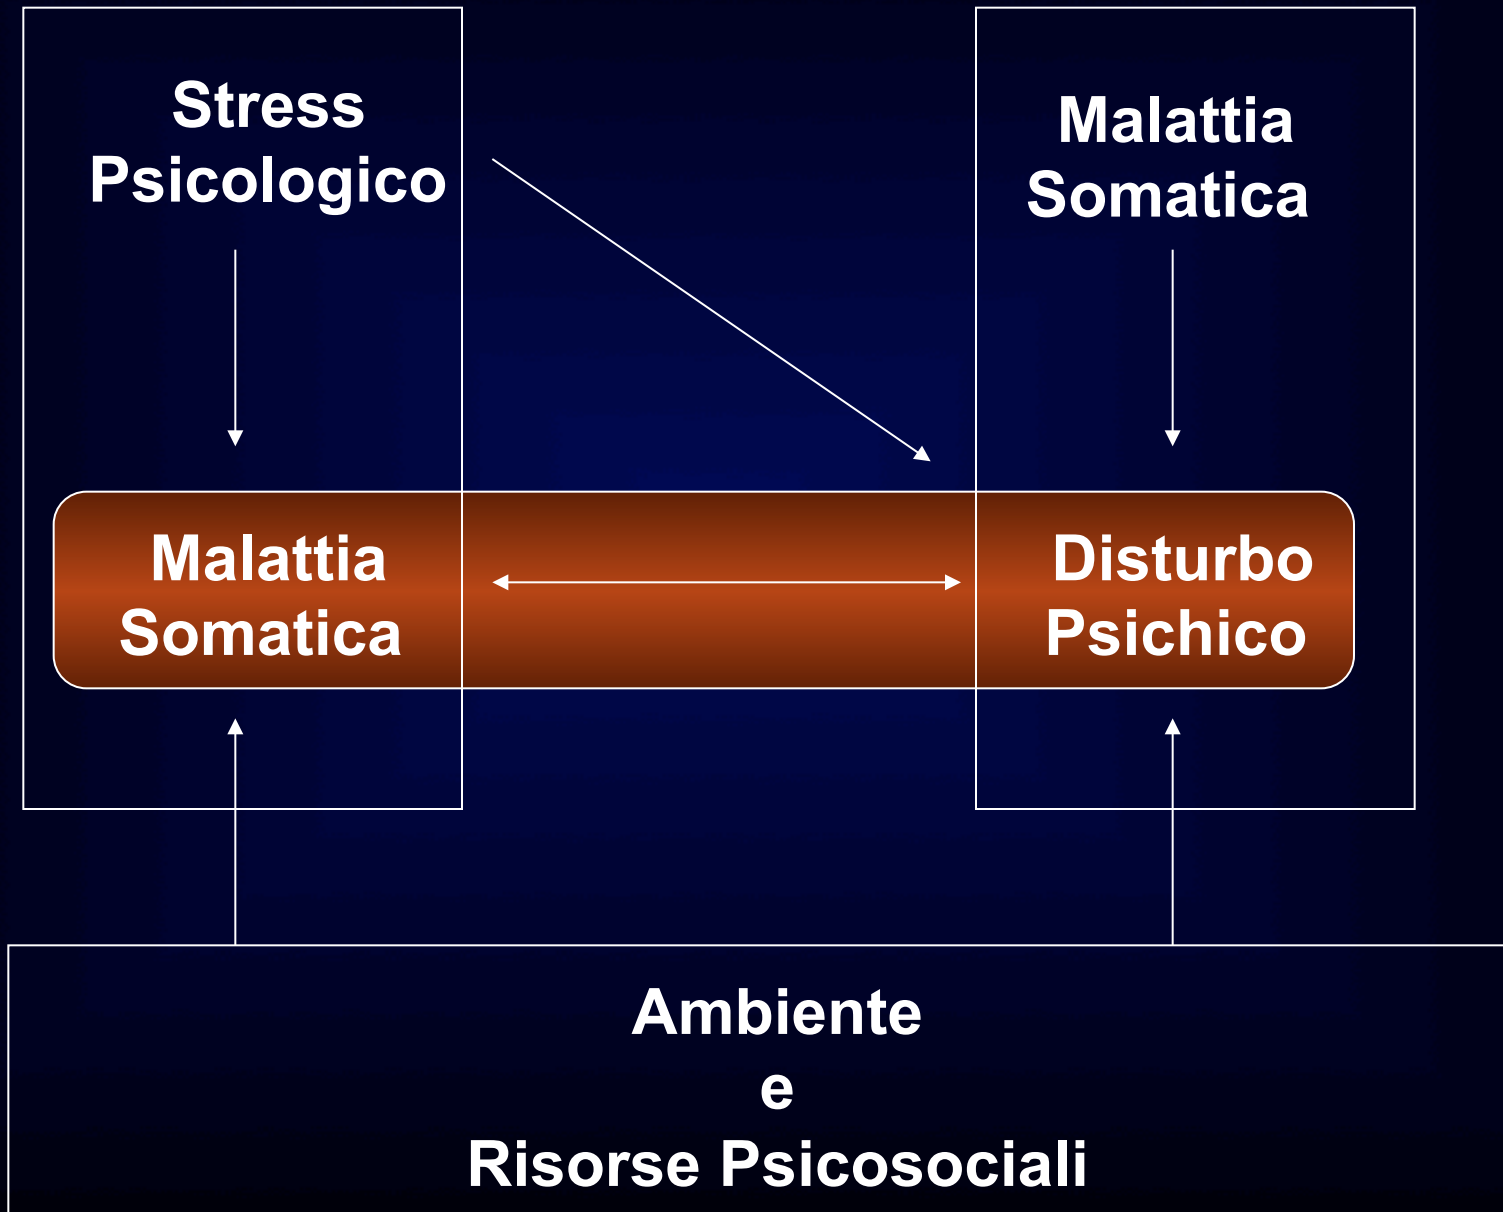 Stress
Psicologico
Malattia
Somatica
Malattia
Somatica
Disturbo
Psichico
Ambiente
e
Risorse Psicosociali